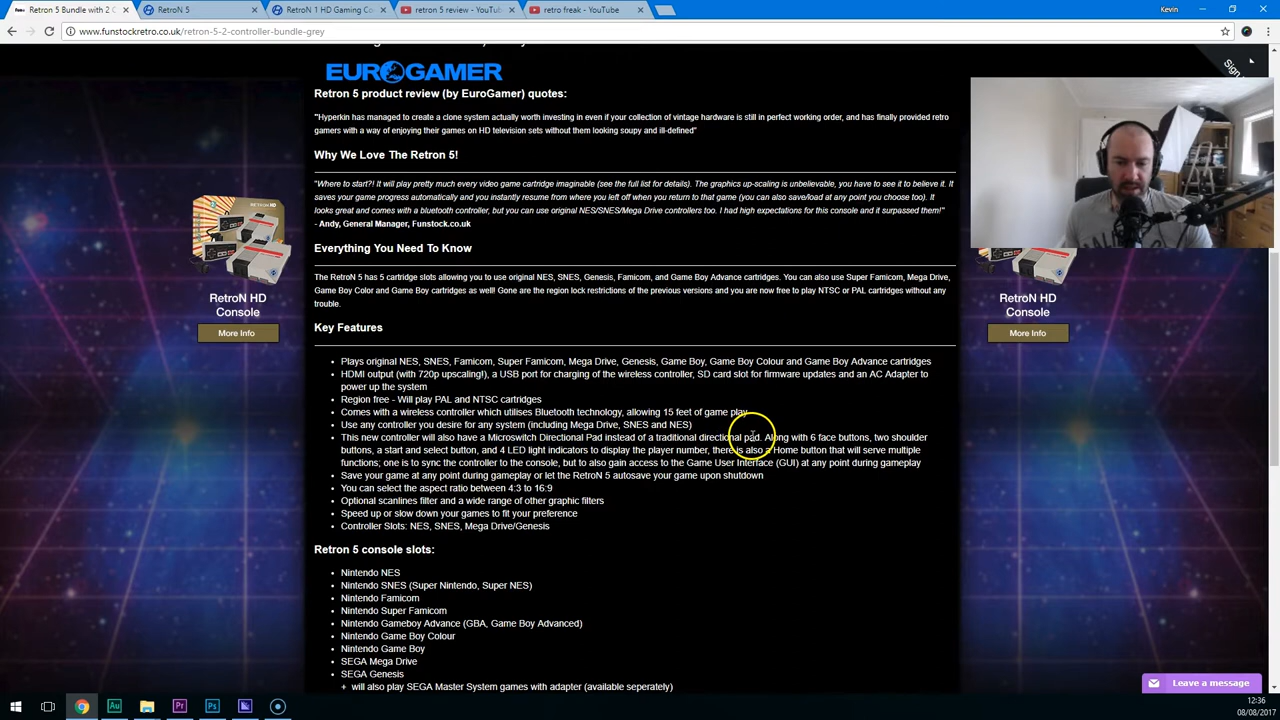 Retron 5 Bundle with 2 C
RetroN 5
RetroN 1 HD Gaming Co
retron 5 review - YouTu
retro freak - YouTube
Kevin
www.funstockretro.co.uk/retron-5-2-controller-bundle-grey
Sign
EUROGAMER
Retron 5 product review (by EuroGamer) quotes:
"Hyperkin has managed to create a clone system actually worth investing in even if your collection of vintage hardware is still in perfect working order, and has finally provided retro
gamers with a way of enjoying their games on HD television sets without them looking soupy and ill-defined"
Why We Love The Retron 5!
"Where to start?! It will play pretty much every video game cartridge imaginable (see the full list for details). The graphics up-scaling is unbelievable, you have to see it to believe it. It
saves your game progress automatically and you instantly resume from where you left off when you return to that game (you can also save/load at any point you choose too). It
looks great and comes with a bluetooth controller, but you can use original NES/SNES/Mega Drive controllers too. I had high expectations for this console and it surpassed them!"
- Andy, General Manager, Funstock.co.uk
Everything You Need To Know
The RetroN 5 has 5 cartridge slots allowing you to use original NES, SNES, Genesis, Famicom, and Game Boy Advance cartridges. You can also use Super Famicom, Mega Drive,
Game Boy Color and Game Boy cartridges as well! Gone are the region lock restrictions of the previous versions and you are now free to play NTSC or PAL cartridges without any
trouble.
RetroN HD
Console
More Info
RetroN HD
Console
More Info
Key Features
Plays original NES, SNES, Famicom, Super Famicom, Mega Drive, Genesis, Game Boy, Game Boy Colour and Game Boy Advance cartridges
HDMI output (with 720p upscaling!), a USB port for charging of the wireless controller, SD card slot for firmware updates and an AC Adapter to
power up the system
Region free - Will play PAL and NTSC cartridges
Comes with a wireless controller which utilises Bluetooth technology, allowing 15 feet of game play
Use any controller you desire for any system (including Mega Drive, SNES and NES)
This new controller will also have a Microswitch Directional Pad instead of a traditional directional pad. Along with 6 face buttons, two shoulder
buttons, a start and select button, and 4 LED light indicators to display the player number, there is also a Home button that will serve multiple
functions; one is to sync the controller to the console, but to also gain access to the Game User Interface (GUI) at any point during gameplay
Save your game at any point during gameplay or let the RetroN 5 autosave your game upon shutdown
You can select the aspect ratio between 4:3 to 16:9
Optional scanlines filter and a wide range of other graphic filters
Speed up or slow down your games to fit your preference
Controller Slots: NES, SNES, Mega Drive/Genesis
Retron 5 console slots:
Nintendo NES
Nintendo SNES (Super Nintendo, Super NES)
Nintendo Famicom
Nintendo Super Famicom
Nintendo Gameboy Advance (GBA, Game Boy Advanced)
Nintendo Game Boy Colour
Nintendo Game Boy
SEGA Mega Drive
SEGA Genesis
+ will also play SEGA Master System games with adapter (available seperately)
Leave a message
Au
Pr
Ps
12:36
08/08/2017